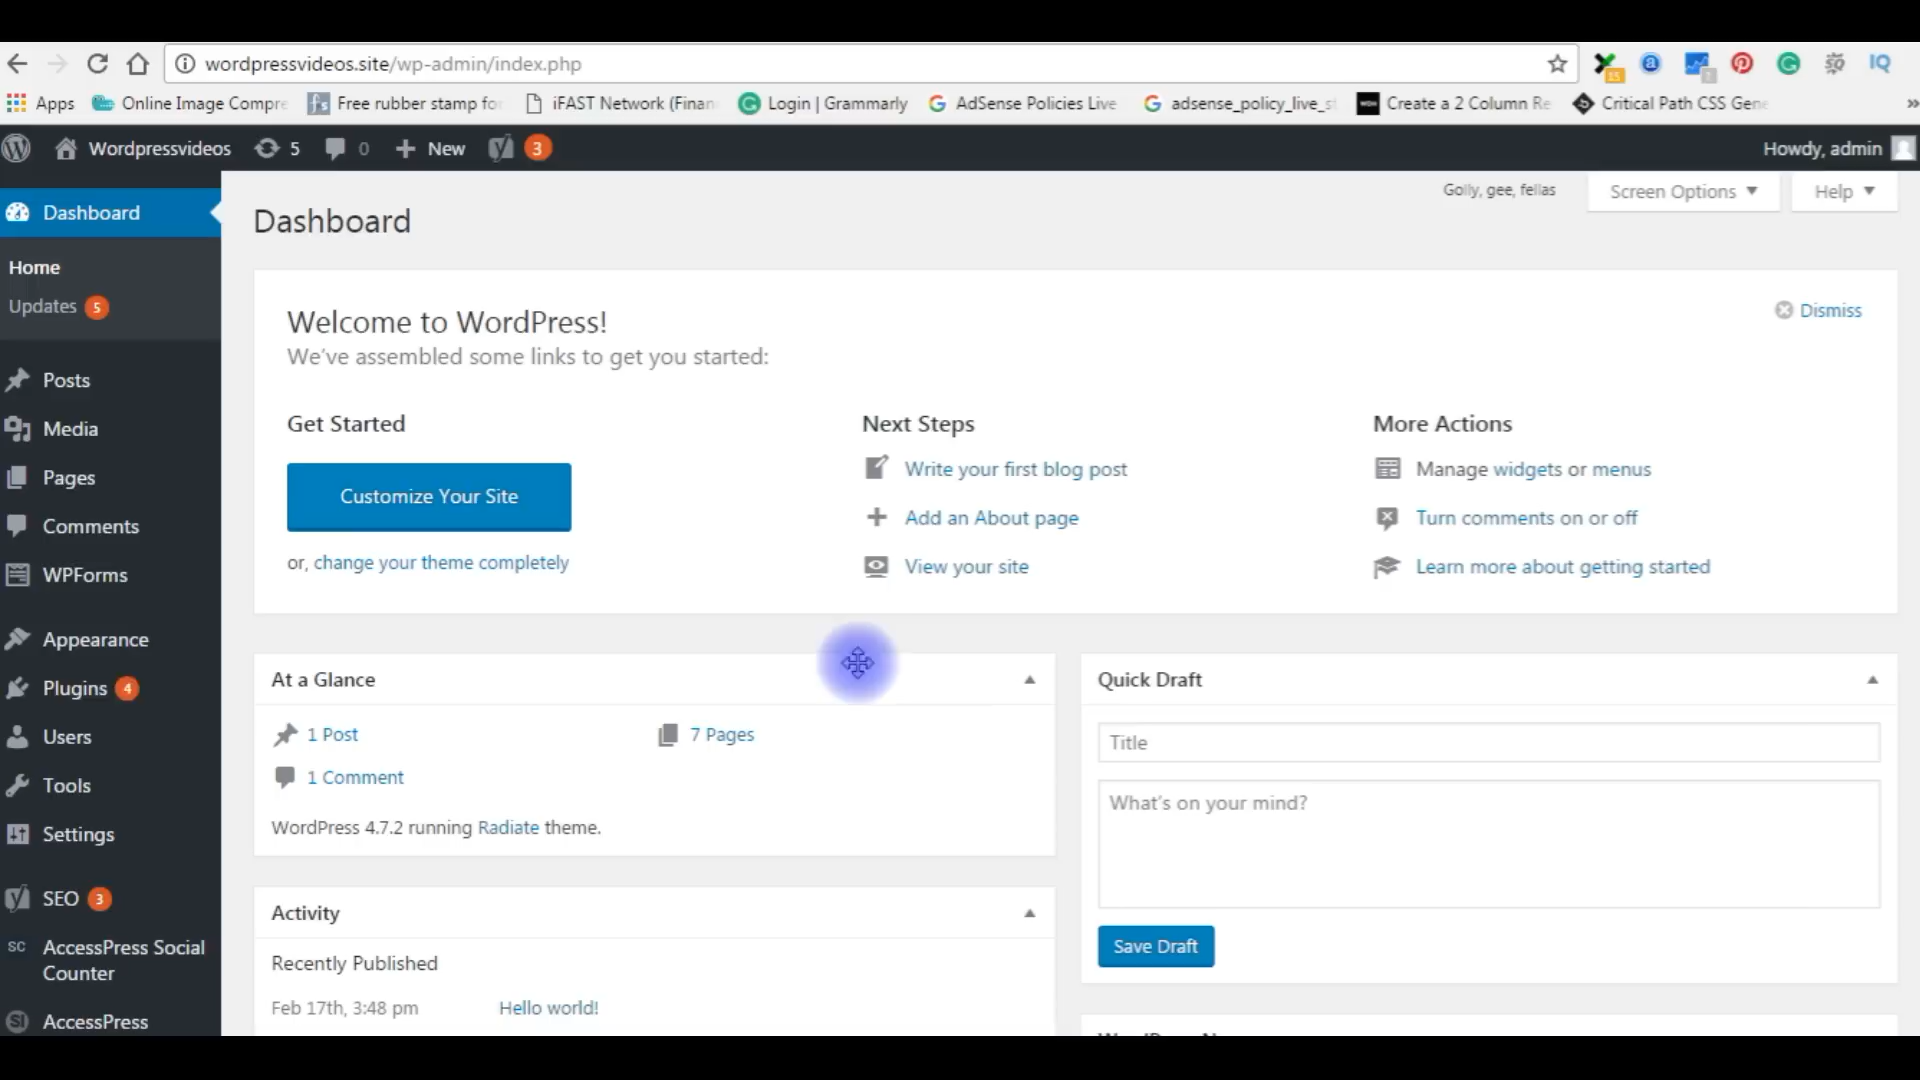 wordpressvideos.site/wp-admin/index.php
Apps Online Image Compre Free rubber stamp fo iFAST Network (Finan Login | Grammarly AdSense Policies Live adsense_policy_live_s Create a 2 Column Re Critical Path CSS Gene »
15 a IQ
Wordpressvideos 5 0 New 3 Howdy, admin
Golly, gee, fellas Screen Options Help
Dashboard
Home
Updates 5
Posts
Media
Pages
Comments
WPForms
Appearance
Plugins 4
Users
Tools
Settings
SEO 3
SC AccessPress Social
Counter
AccessPress
Dashboard
Welcome to WordPress!
We've assembled some links to get you started:
Dismiss
Get Started
Customize Your Site
or, change your theme completely
Next Steps
Write your first blog post
Add an About page
View your site
More Actions
Manage widgets or menus
Turn comments on or off
Learn more about getting started
At a Glance
1 Post 7 Pages
1 Comment
WordPress 4.7.2 running Radiate theme.
Activity
Recently Published
Feb 17th, 3:48 pm Hello world!
Quick Draft
Title
What's on your mind?
Save Draft